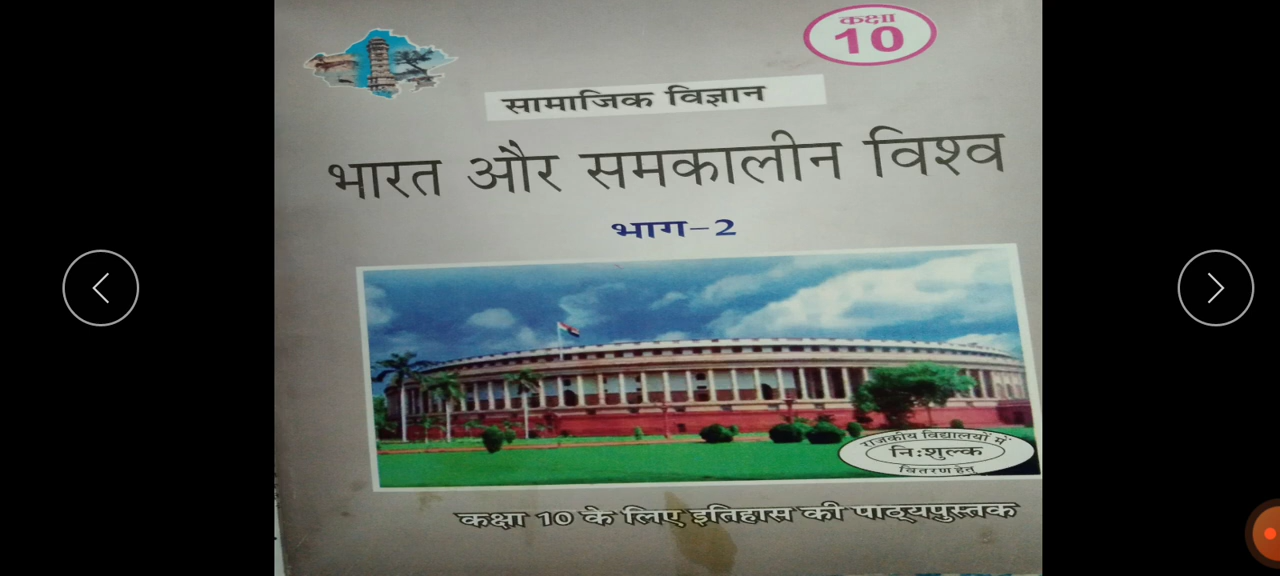 कक्षा
10
सामाजिक विज्ञान
भारत और समकालीन विश्व
भाग-2
राजकीय विद्यालयों में
निःशुल्क
वितरण हेतु
कक्षा 10 के लिए इतिहास की पाठ्यपुस्तक